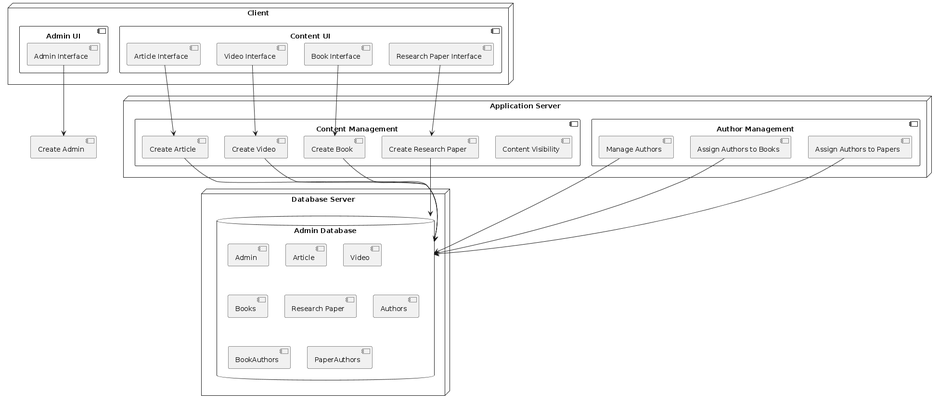 Client
Admin UI
Admin Interface
Content UI
Article Interface
Video Interface
Book Interface
Research Paper Interface
Application Server
Create Admin
Content Management
Create Article
Create Video
Create Book
Create Research Paper
Content Visibility
Author Management
Manage Authors
Assign Authors to Books
Assign Authors to Papers
Database Server
Admin Database
Admin
Article
Video
Books
Research Paper
Authors
BookAuthors
PaperAuthors